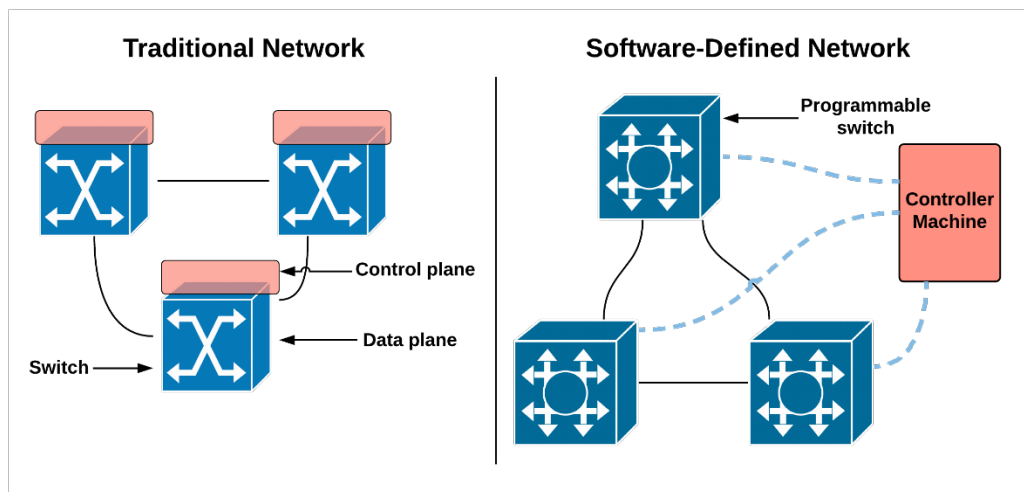 Traditional Network
Control plane
Data plane
Switch
Software-Defined Network
Programmable
switch
Controller
Machine